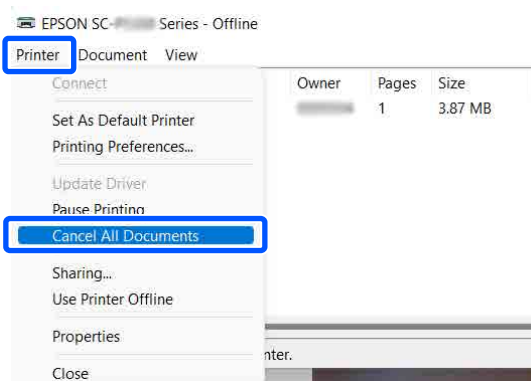 EPSON SC- Series - Offline
Printer Document View
Connect
Owner Pages Size
Set As Default Printer
1 3.87 MB
Printing Preferences...
Update Driver
Pause Printing
Cancel All Documents
Sharing...
Use Printer Offline
Properties
nter.
Close